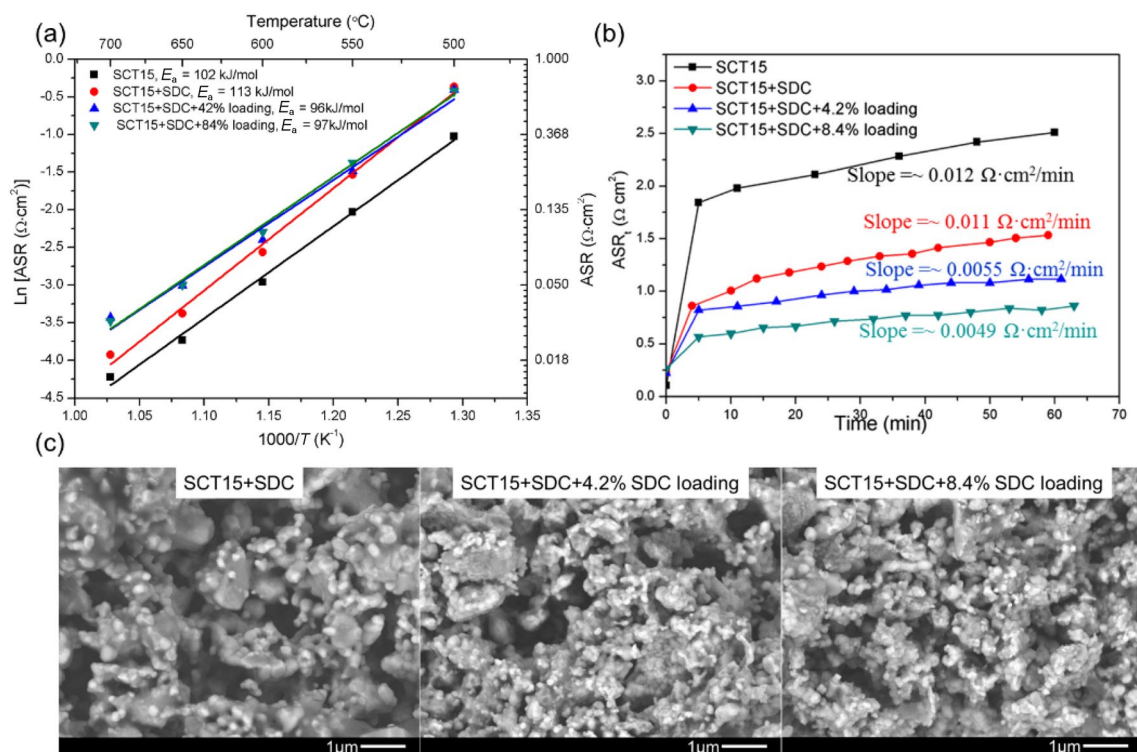 (a)
Temperature (°C)
700 650 600 550 500
SCT15, Ea = 102 kJ/mol
SCT15+SDC, Ea = 113 kJ/mol
SCT15+SDC+42% loading, Ea = 96kJ/mol
SCT15+SDC+84% loading, Ea = 97kJ/mol
Ln [ASR (Ω·cm²)]
0.0
-0.5
-1.0
-1.5
-2.0
-2.5
-3.0
-3.5
-4.0
-4.5
1.00 1.05 1.10 1.15 1.20 1.25 1.30 1.35
1000/T (K⁻¹)
1.000
0.368
0.135
0.050
0.018
ASR (Ω·cm²)
(b)
SCT15
SCT15+SDC
SCT15+SDC+4.2% loading
SCT15+SDC+8.4% loading
ASRt (Ω cm²)
3.0
2.5
2.0
1.5
1.0
0.5
0.0
Slope =~ 0.012 Ω·cm²/min
Slope =~ 0.011 Ω·cm²/min
Slope =~ 0.0055 Ω·cm²/min
Slope =~ 0.0049 Ω·cm²/min
0 10 20 30 40 50 60 70
Time (min)
(c)
SCT15+SDC
SCT15+SDC+4.2% SDC loading
SCT15+SDC+8.4% SDC loading
1μm
1μm
1μm